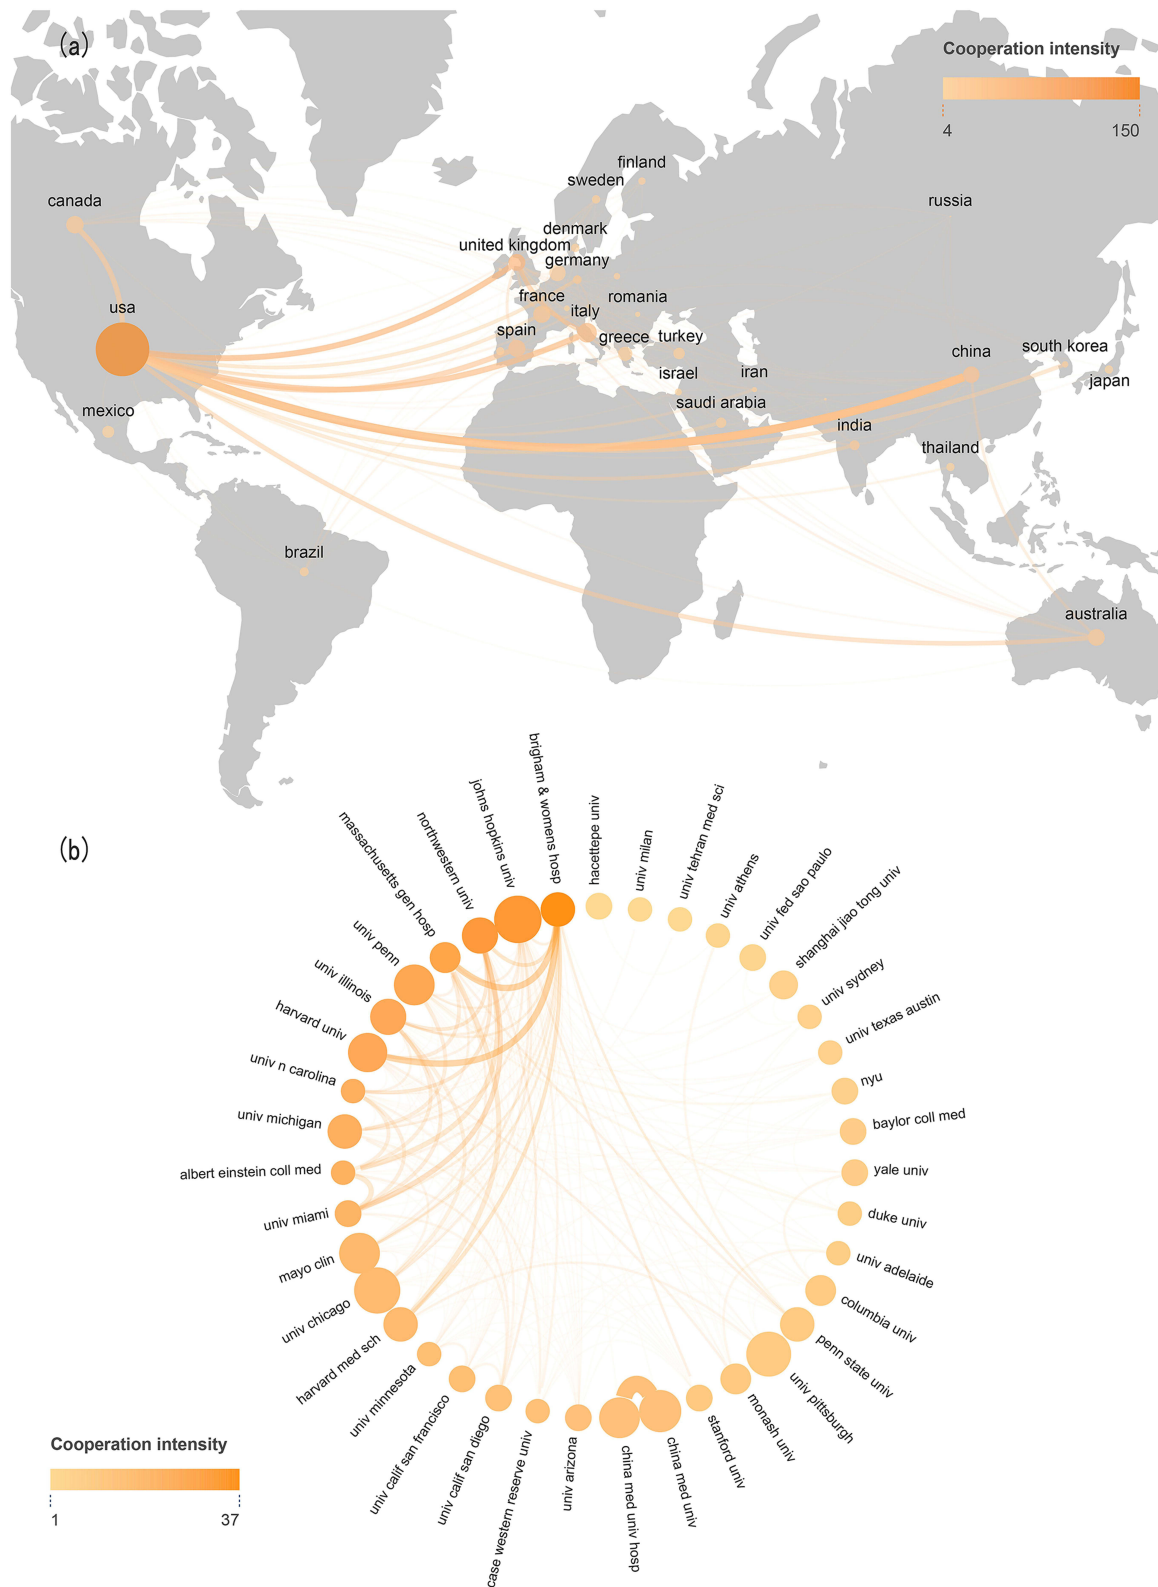 (a)
Cooperation intensity
4 150
finland
sweden
canada
russia
denmark
united kingdom
germany
france
romania
usa
italy
spain
greece
turkey
south korea
china
israel
iran
japan
saudi arabia
mexico
india
thailand
brazil
australia
(b)
brigham & womens hosp
hacettepe univ
univ milan
univ tehran med sci
univ athens
univ fed sao paulo
shanghai jiao tong univ
univ sydney
univ texas austin
nyu
baylor coll med
yale univ
duke univ
univ adelaide
columbia univ
penn state univ
univ pittsburgh
monash univ
stanford univ
china med univ
china med univ hosp
univ arizona
case western reserve univ
univ calif san diego
univ calif san francisco
univ minnesota
harvard med sch
univ chicago
mayo clin
univ miami
albert einstein coll med
univ michigan
univ n carolina
harvard univ
univ illinois
univ penn
massachusetts gen hosp
northwestern univ
johns hopkins univ
Cooperation intensity
1 37